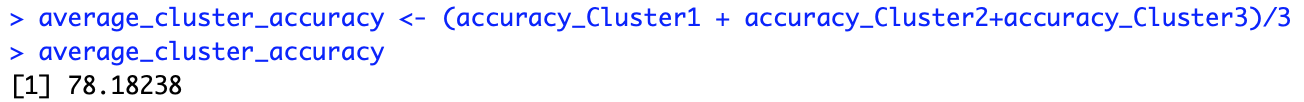 > average_cluster_accuracy <- (accuracy_Cluster1 + accuracy_Cluster2+accuracy_Cluster3)/3
> average_cluster_accuracy
[1] 78.18238